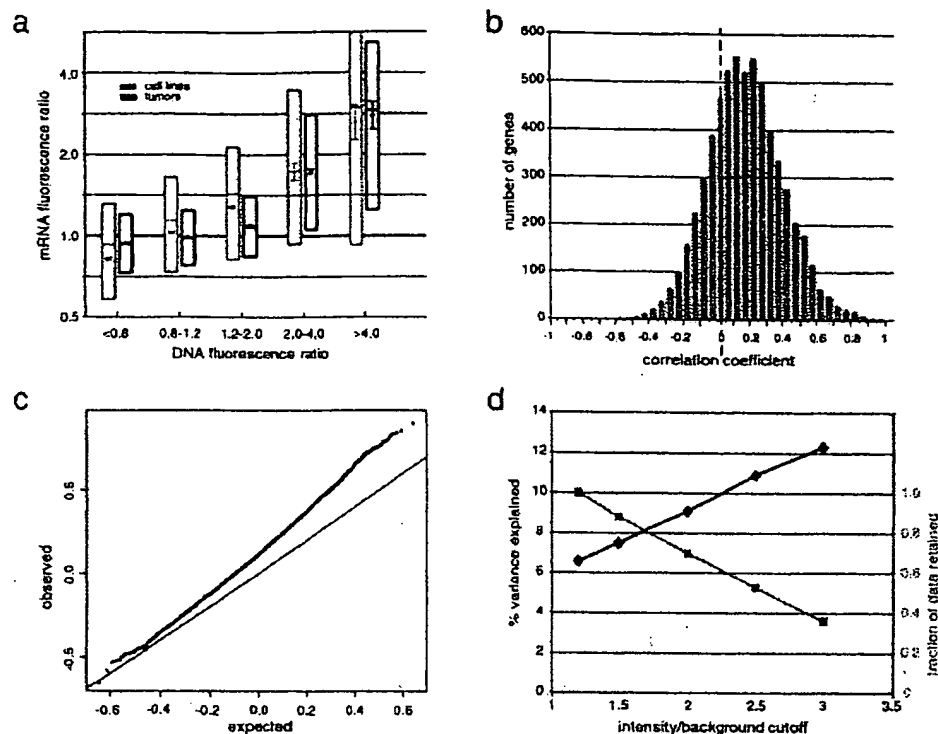 a
mRNA fluorescence ratio
4.0
2.0
1.0
0.5
cell lines
tumors
<0.8
0.8-1.2
1.2-2.0
2.0-4.0
>4.0
DNA fluorescence ratio
b
number of genes
600
500
400
300
200
100
0
-1 -0.8 -0.6 -0.4 -0.2 0 0.2 0.4 0.6 0.8 1
correlation coefficient
c
observed
0.5
0.0
-0.5
-0.6 -0.4 -0.2 0.0 0.2 0.4 0.6
expected
d
% variance explained
14
12
10
8
6
4
2
0
1 1.5 2 2.5 3 3.5
intensity/background cutoff
1.0
0.8
0.6
0.4
0.2
0
fraction of data retained